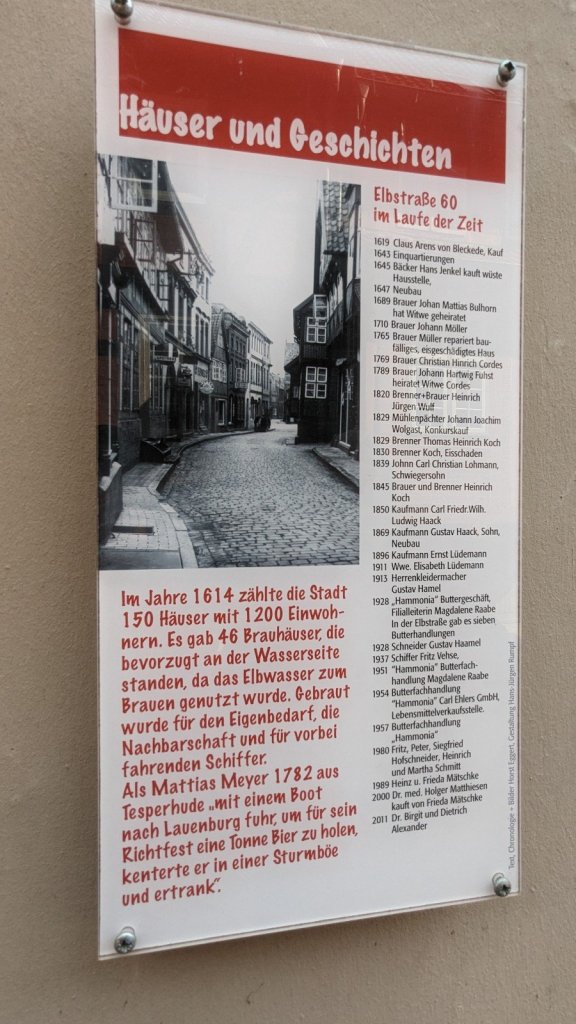 Häuser und Geschichten
Elbstraße 60
im Laufe der Zeit
1619 Claus Arens von Bleckede, Kauf
1643 Einquartierungen
1645 Bäcker Hans Jenkel kauft wüste
Hausstelle,
1647 Neubau
1689 Brauer Johan Mattias Bulhorn
hat Witwe geheiratet
1710 Brauer Johann Möller
1765 Brauer Müller repariert bau-
fälliges, eisgeschädigtes Haus
1769 Brauer Christian Hinrich Cordes
1789 Brauer Johann Hartwig Fuhst
heiratet Witwe Cordes
1820 Brenner+Brauer Heinrich
Jürgen Wulf
1829 Mühlenpächter Johann Joachim
Wolgast, Konkurskauf
1829 Brenner Thomas Heinrich Koch
1830 Brenner Koch, Eisschaden
1839 Johnn Carl Christian Lohmann,
Schwiegersohn
1845 Brauer und Brenner Heinrich
Koch
1850 Kaufmann Carl Friedr.Wilh.
Ludwig Haack
1869 Kaufmann Gustav Haack, Sohn,
Neubau
1896 Kaufmann Ernst Lüdemann
1911 Wwe. Elisabeth Lüdemann
1913 Herrenkleidermacher
Gustav Hamel
1928 „Hammonia“ Buttergeschäft,
Filialleiterin Magdalene Raabe
In der Elbstraße gab es sieben
Butterhandlungen
1928 Schneider Gustav Haamel
1937 Schiffer Fritz Vehse,
1951 “Hammonia” Butterfach-
handlung Magdalene Raabe
1954 Butterfachhandlung
“Hammonia” Carl Ehlers GmbH,
Lebensmittelverkaufsstelle.
1957 Butterfachhandlung
„Hammonia“
1980 Fritz, Peter, Siegfried
Hofschneider, Heinrich
und Martha Schmitt
1989 Heinz u. Frieda Mätschke
2000 Dr. med. Holger Matthiesen
kauft von Frieda Mätschke
2011 Dr. Birgit und Dietrich
Alexander
Im Jahre 1614 zählte die Stadt
150 Häuser mit 1200 Einwoh-
nern. Es gab 46 Brauhäuser, die
bevorzugt an der Wasserseite
standen, da das Elbwasser zum
Brauen genutzt wurde. Gebraut
wurde für den Eigenbedarf, die
Nachbarschaft und für vorbei
fahrenden Schiffer.
Als Mattias Meyer 1782 aus
Tesperhude „mit einem Boot
nach Lauenburg fuhr, um für sein
Richtfest eine Tonne Bier zu holen,
kenterte er in einer Sturmböe
und ertrank“.
Text, Chronologie + Bilder Horst Eggert, Gestaltung Hans-Jürgen Rumpf